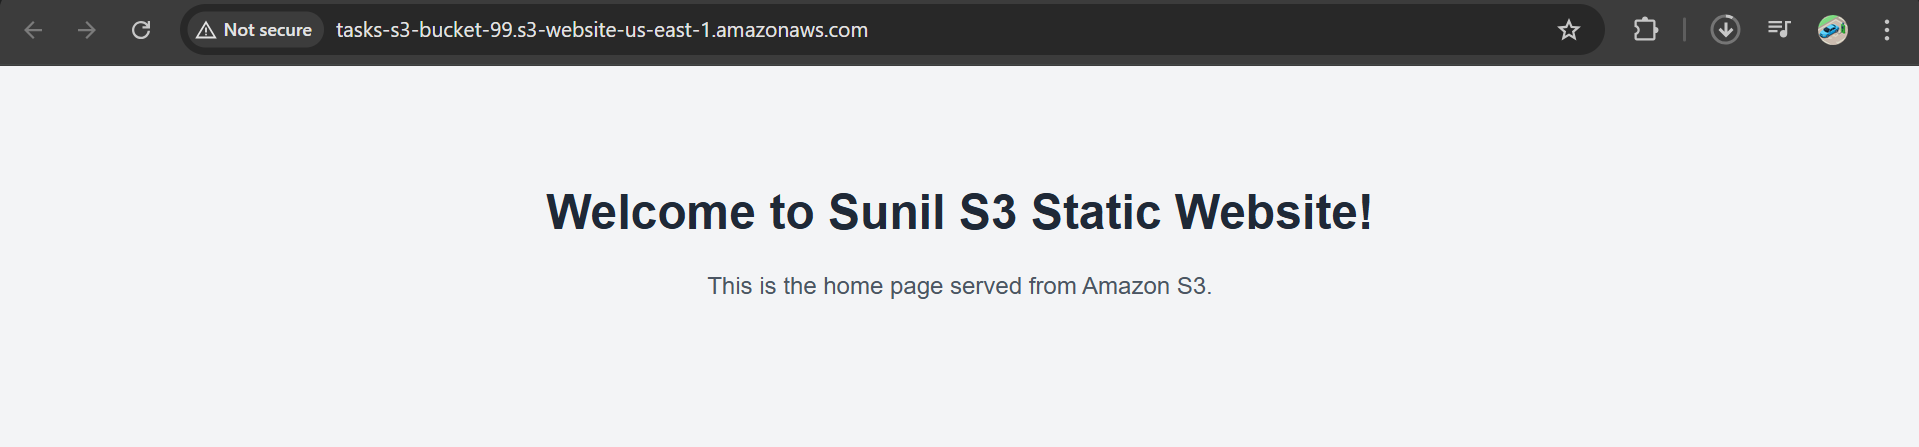 Not secure tasks-s3-bucket-99.s3-website-us-east-1.amazonaws.com
Welcome to Sunil S3 Static Website!
This is the home page served from Amazon S3.